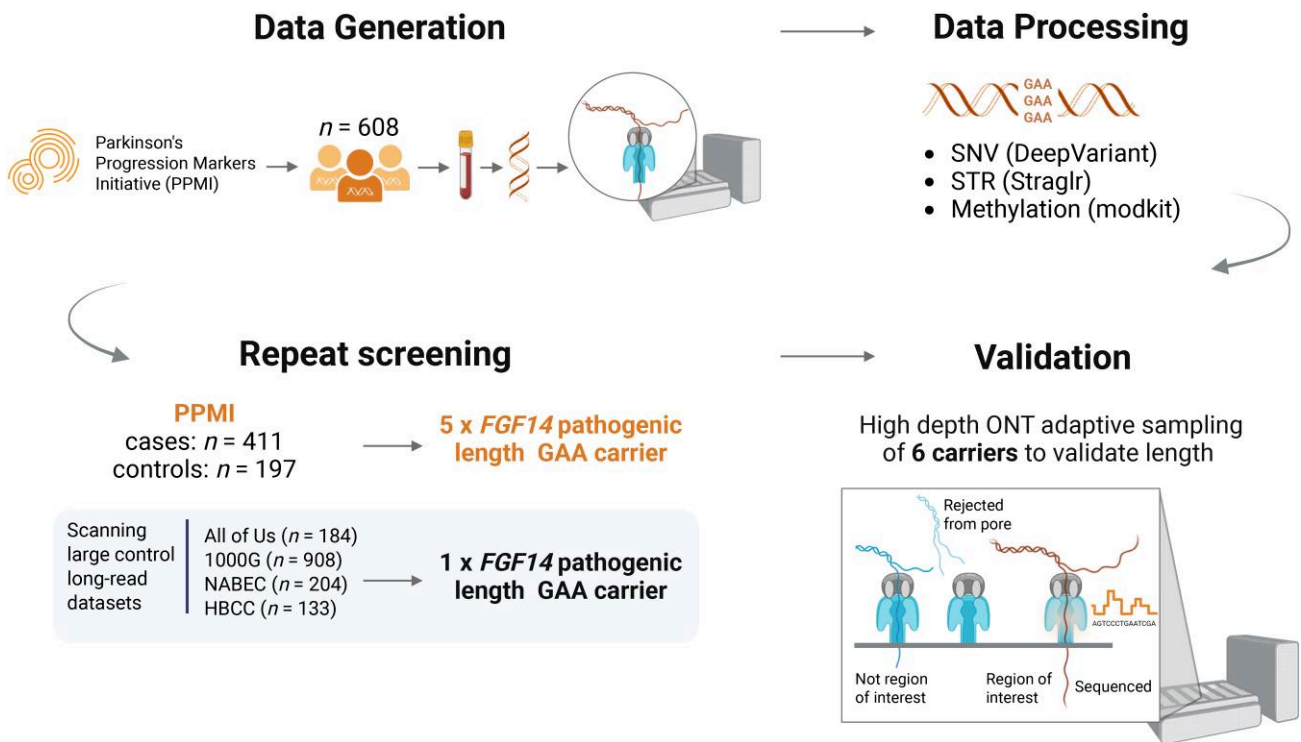 Data Generation
Data Processing
Parkinson's
Progression Markers
Initiative (PPMI)
n = 608
GAA
GAA
GAA
• SNV (DeepVariant)
• STR (Straglr)
• Methylation (modkit)
Repeat screening
PPMI
cases: n = 411
controls: n = 197
5 x FGF14 pathogenic
length GAA carrier
Scanning
large control
long-read
datasets
All of Us (n = 184)
1000G (n = 908)
NABEC (n = 204)
HBCC (n = 133)
1 x FGF14 pathogenic
length GAA carrier
Validation
High depth ONT adaptive sampling
of 6 carriers to validate length
Rejected
from pore
AGTCCCTGAATCGA
Not region
of interest
Region of
interest
Sequenced